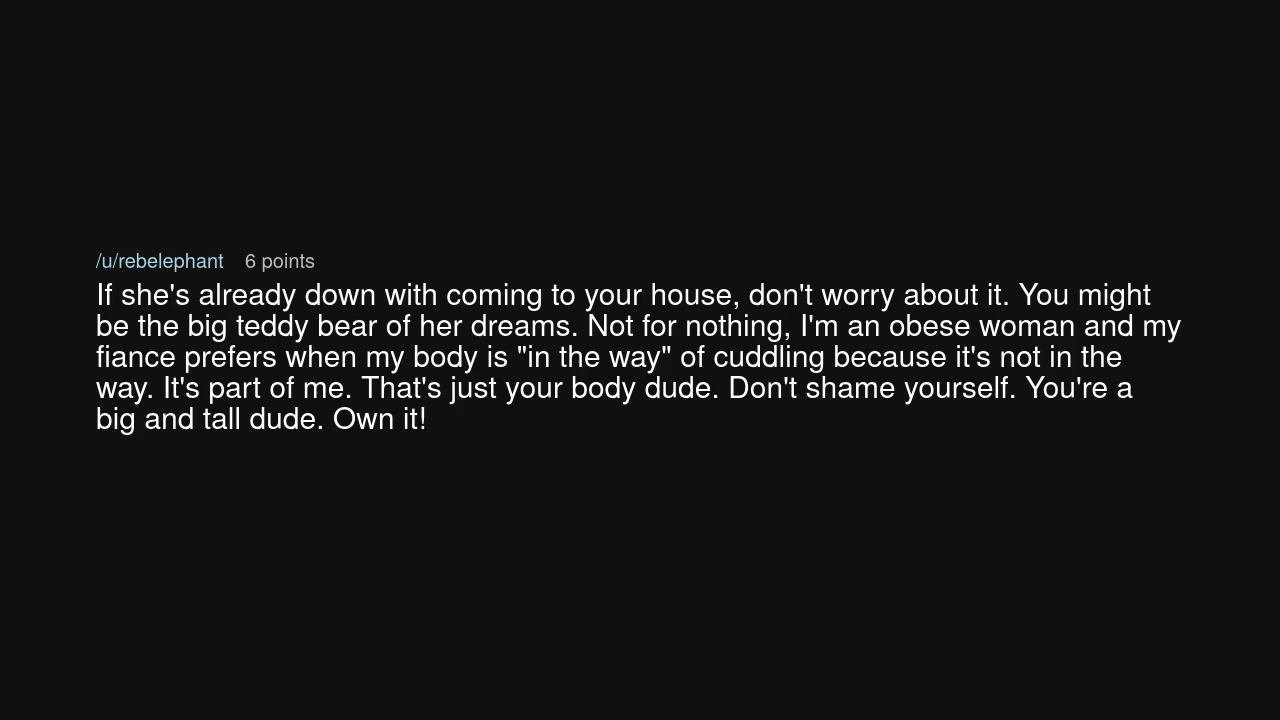 /u/rebelephant 6 points
If she's already down with coming to your house, don't worry about it. You might
be the big teddy bear of her dreams. Not for nothing, I'm an obese woman and my
fiance prefers when my body is "in the way" of cuddling because it's not in the
way. It's part of me. That's just your body dude. Don't shame yourself. You're a
big and tall dude. Own it!